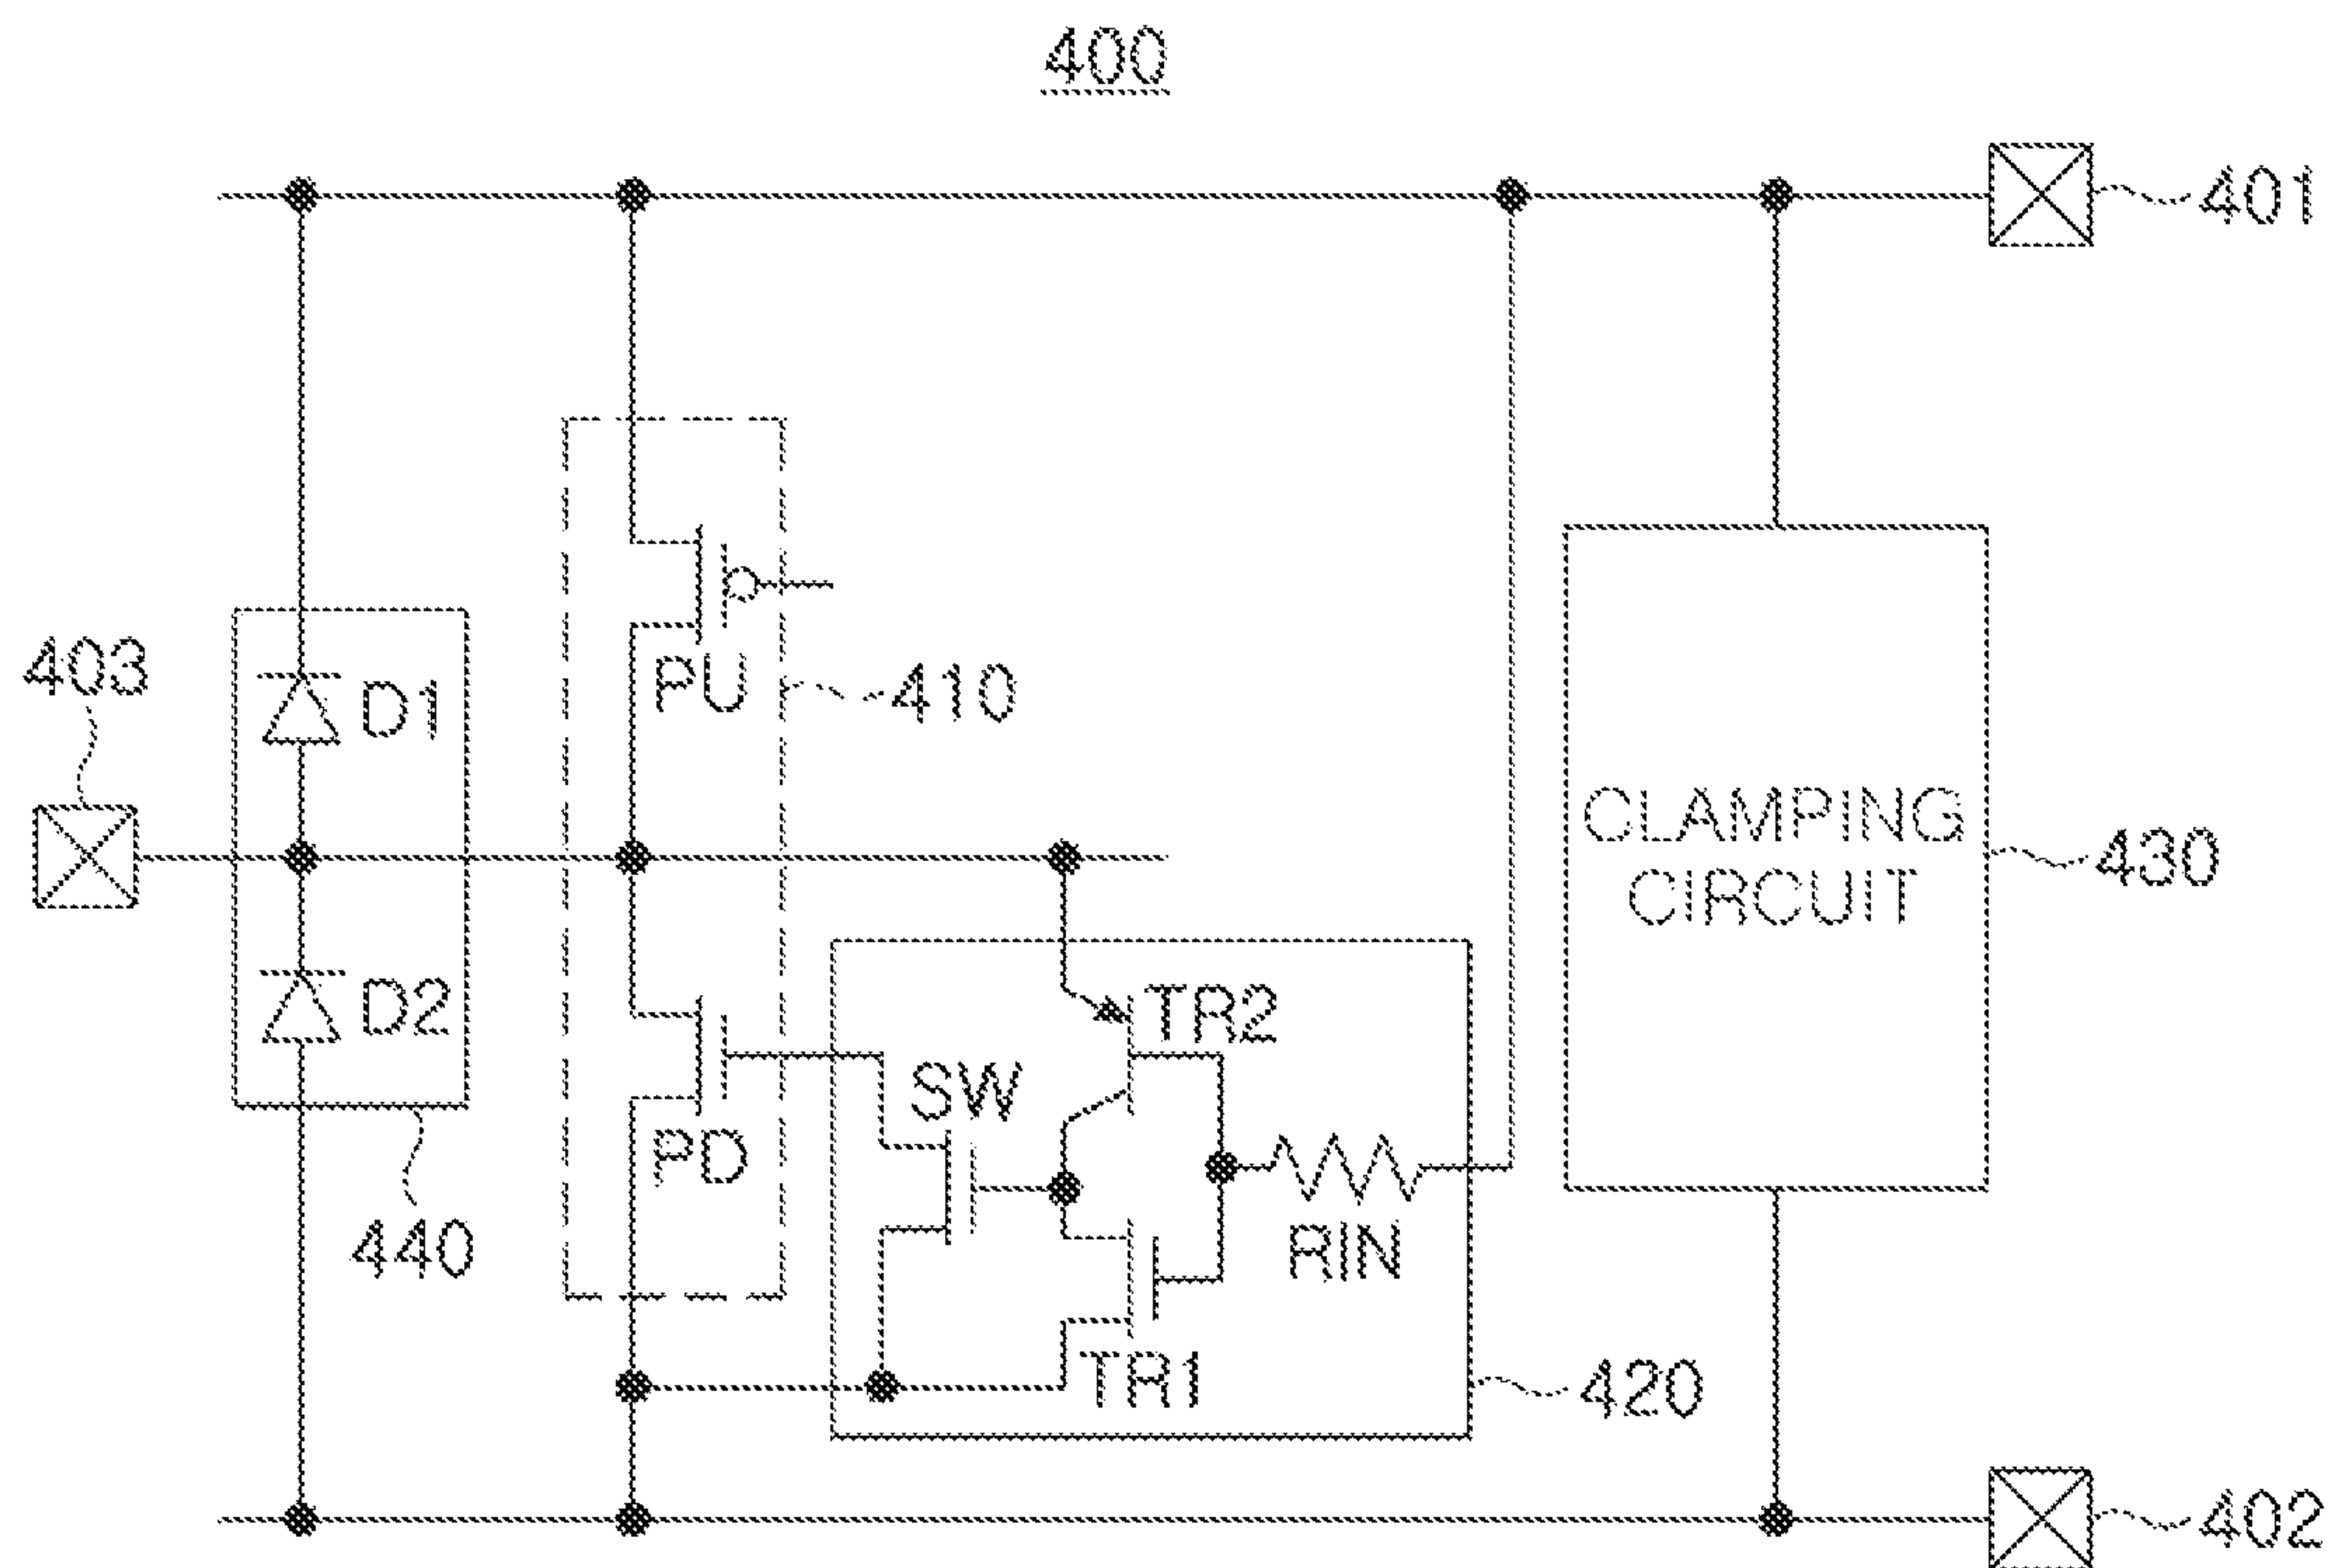 400
401
403
D1
PU
410
CLAMPING
CIRCUIT
430
D2
TR2
SW
PD
440
RIN
TR1
420
402